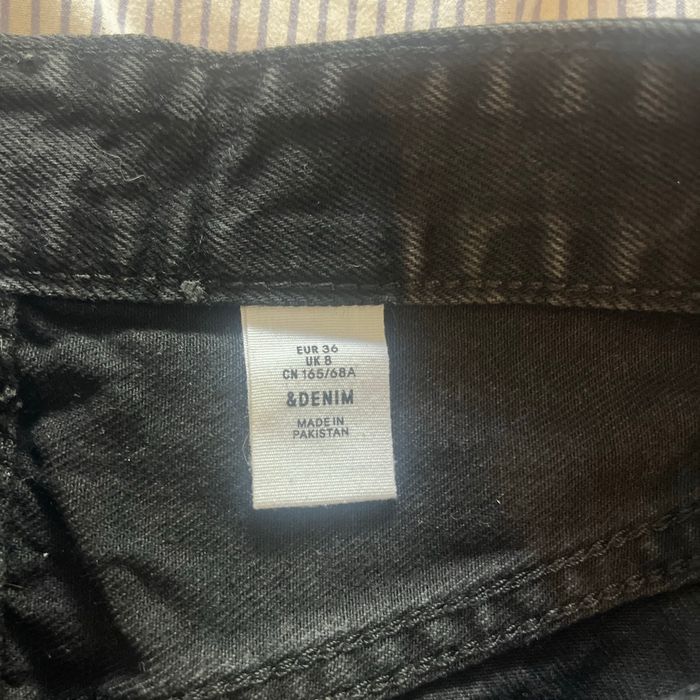 EUR 36
UK 8
CN 165/68A
&DENIM
MADE IN
PAKISTAN